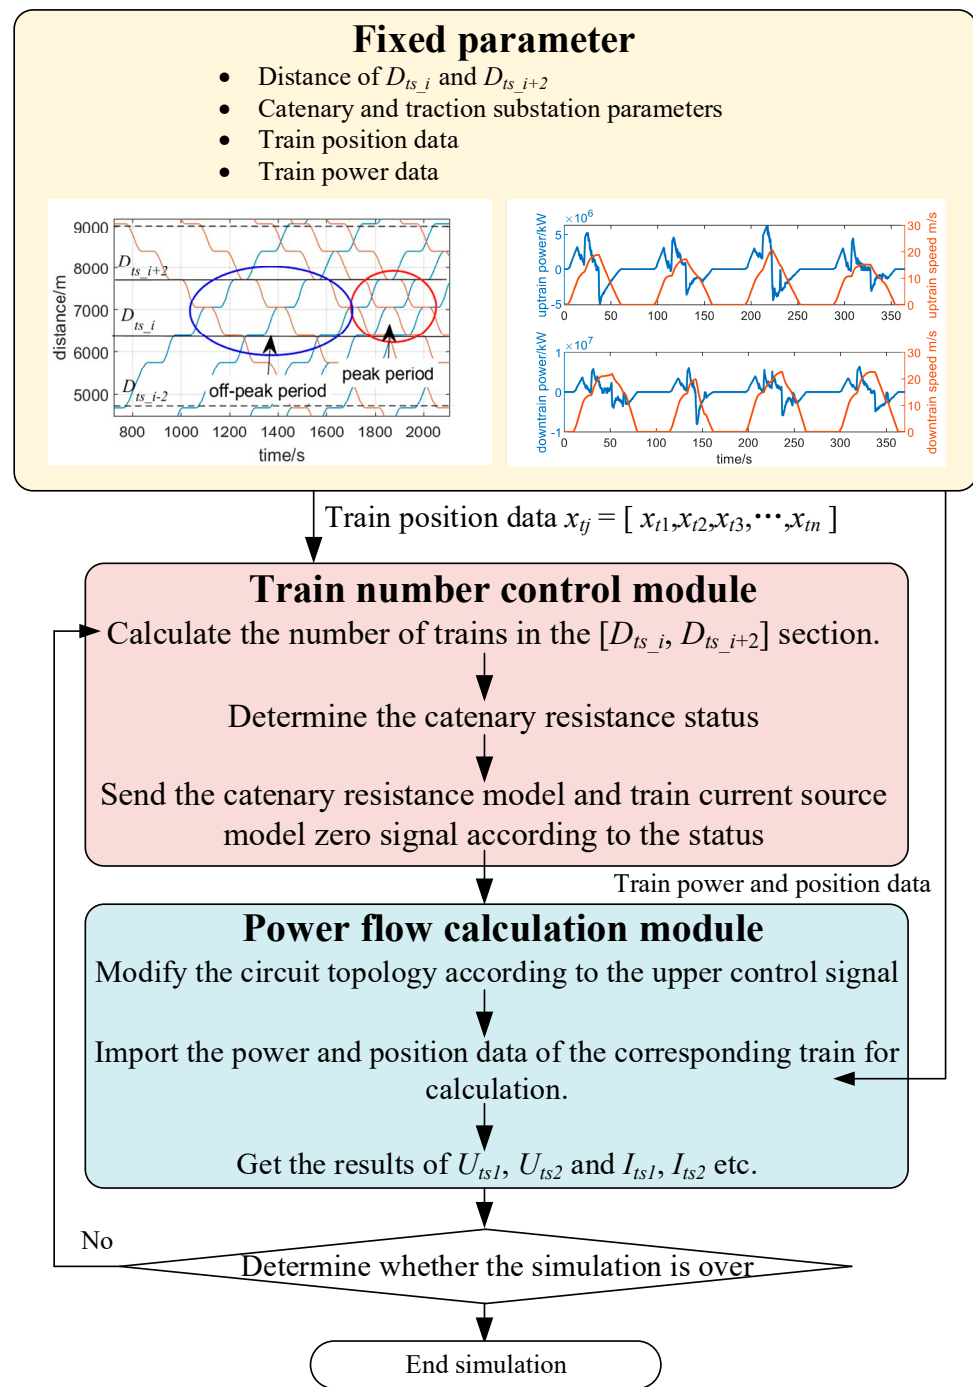 Fixed parameter
• Distance of D_ts_i and D_ts_i+2
• Catenary and traction substation parameters
• Train position data
• Train power data
9000
8000
7000
6000
5000
distance/m
D_ts_i+2
D_ts_i
D_ts_i-2
off-peak period
peak period
800 1000 1200 1400 1600 1800 2000
time/s
×10^6
5
0
-5
uptrain power/kW
30
20
10
0
uptrain speed m/s
0 50 100 150 200 250 300 350
×10^7
1
0
-1
downtrain power/kW
30
20
10
0
downtrain speed m/s
0 50 100 150 200 250 300 350
time/s
Train position data x_tj = [ x_t1,x_t2,x_t3,···,x_tn ]
Train number control module
Calculate the number of trains in the [D_ts_i, D_ts_i+2] section.
Determine the catenary resistance status
Send the catenary resistance model and train current source
model zero signal according to the status
Train power and position data
Power flow calculation module
Modify the circuit topology according to the upper control signal
Import the power and position data of the corresponding train for
calculation.
Get the results of U_ts1, U_ts2 and I_ts1, I_ts2 etc.
No
Determine whether the simulation is over
End simulation